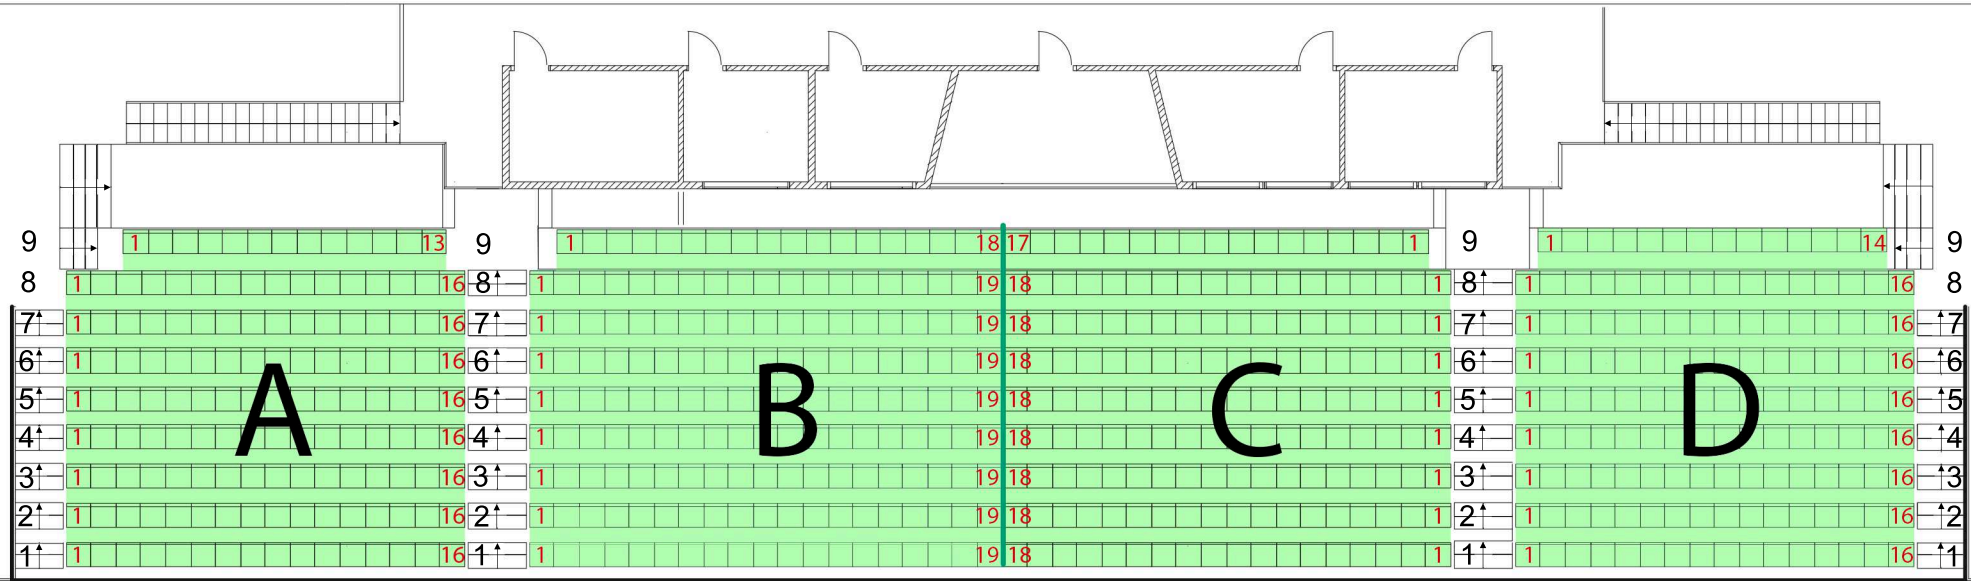 9 1 13 9 1 18 17 1 9 1 14 9
8 1 16 8 1 19 18 1 8 1 16 8
7 1 16 7 1 19 18 1 7 1 16 7
6 1 16 6 1 19 18 1 6 1 16 6
A B C D
5 1 16 5 1 19 18 1 5 1 16 5
4 1 16 4 1 19 18 1 4 1 16 4
3 1 16 3 1 19 18 1 3 1 16 3
2 1 16 2 1 19 18 1 2 1 16 2
1 1 16 1 1 19 18 1 1 1 16 1